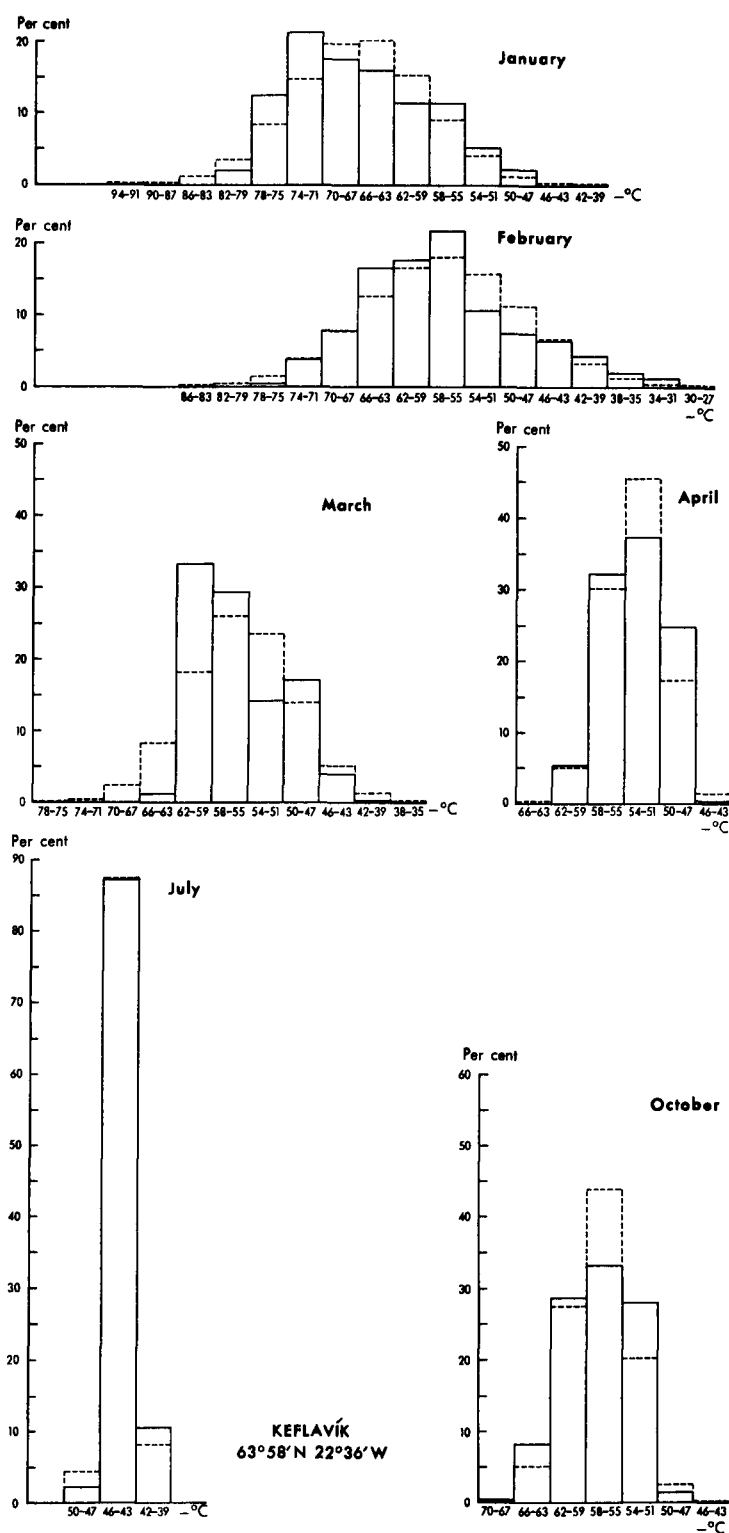 Per cent
January
20
10
0
94-91 90-87 86-83 82-79 78-75 74-71 70-67 66-63 62-59 58-55 54-51 50-47 46-43 42-39 -°C
Per cent
February
20
10
0
86-83 82-79 78-75 74-71 70-67 66-63 62-59 58-55 54-51 50-47 46-43 42-39 38-35 34-31 30-27
-°C
Per cent
March
50
40
30
20
10
0
78-75 74-71 70-67 66-63 62-59 58-55 54-51 50-47 46-43 42-39 38-35 -°C
Per cent
April
50
40
30
20
10
0
66-63 62-59 58-55 54-51 50-47 46-43
-°C
Per cent
July
90
80
70
60
50
40
30
20
10
0
50-47 46-43 42-39
KEFLAVÍK
63°58'N 22°36'W
Per cent
October
60
50
40
30
20
10
0
70-67 66-63 62-59 58-55 54-51 50-47 46-43
-°C